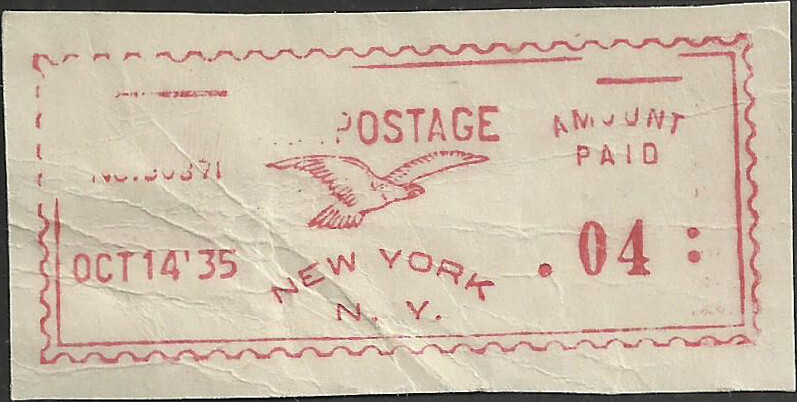 POSTAGE
AMOUNT
PAID
OCT 14 '35
NEW YORK
N. Y.
. 04 :